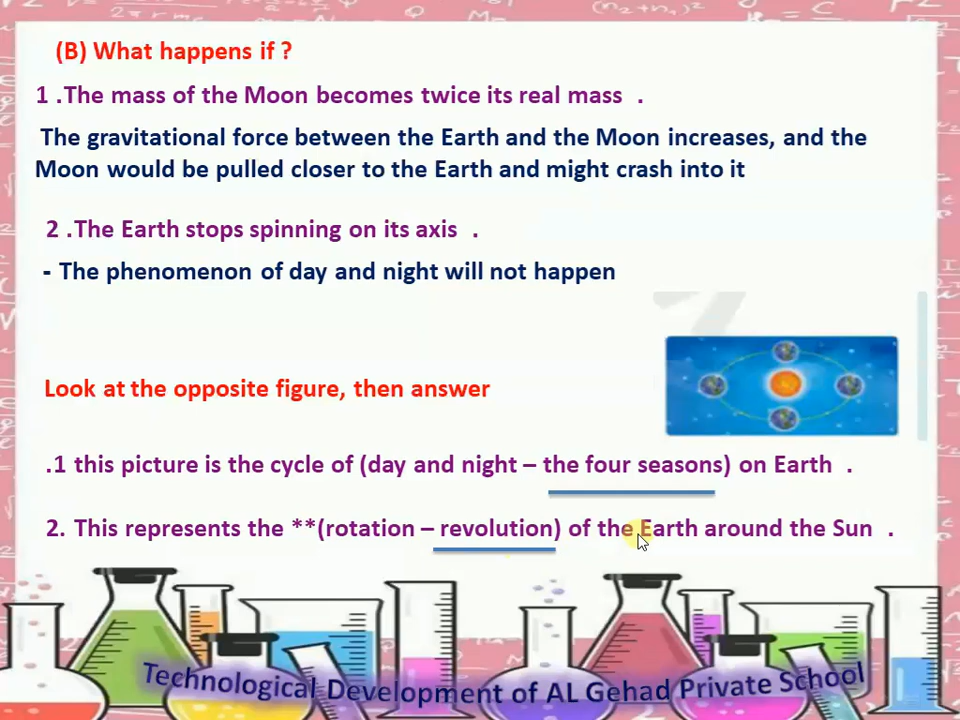 (B) What happens if ?
1 .The mass of the Moon becomes twice its real mass .
The gravitational force between the Earth and the Moon increases, and the
Moon would be pulled closer to the Earth and might crash into it
2 .The Earth stops spinning on its axis .
- The phenomenon of day and night will not happen
Look at the opposite figure, then answer
.1 this picture is the cycle of (day and night – the four seasons) on Earth .
2. This represents the **(rotation – revolution) of the Earth around the Sun .
Technological Development of AL Gehad Private School